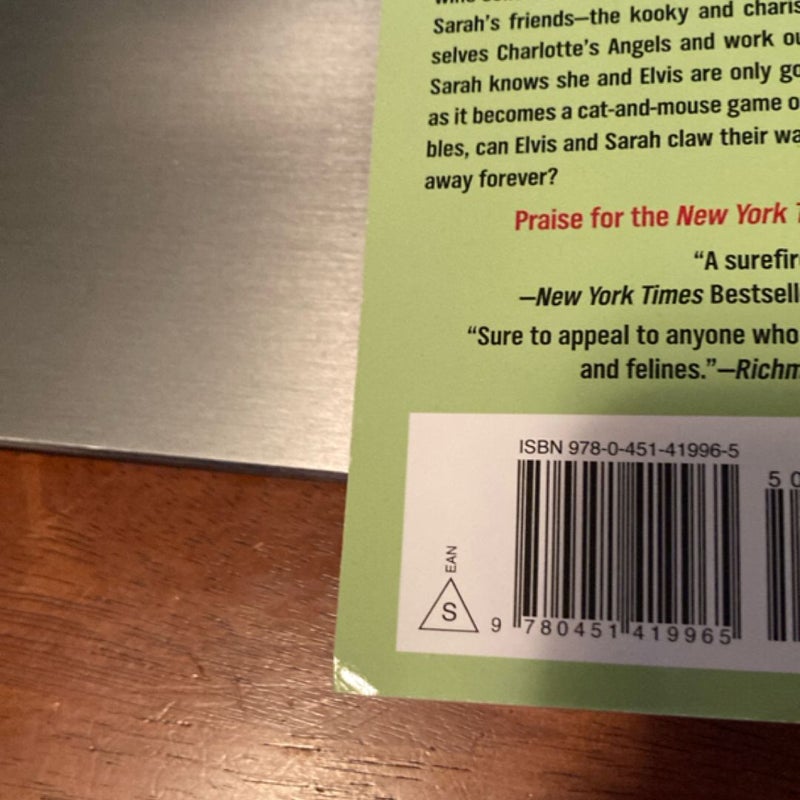 Sarah's friends—the kooky and charis
selves Charlotte's Angels and work ou
Sarah knows she and Elvis are only go
as it becomes a cat-and-mouse game o
bles, can Elvis and Sarah claw their wa
away forever?
Praise for the New York T
“A surefir
—New York Times Bestsell
“Sure to appeal to anyone who
and felines.”—Richm
ISBN 978-0-451-41996-5
5 0
EAN
S
9 780451 419965